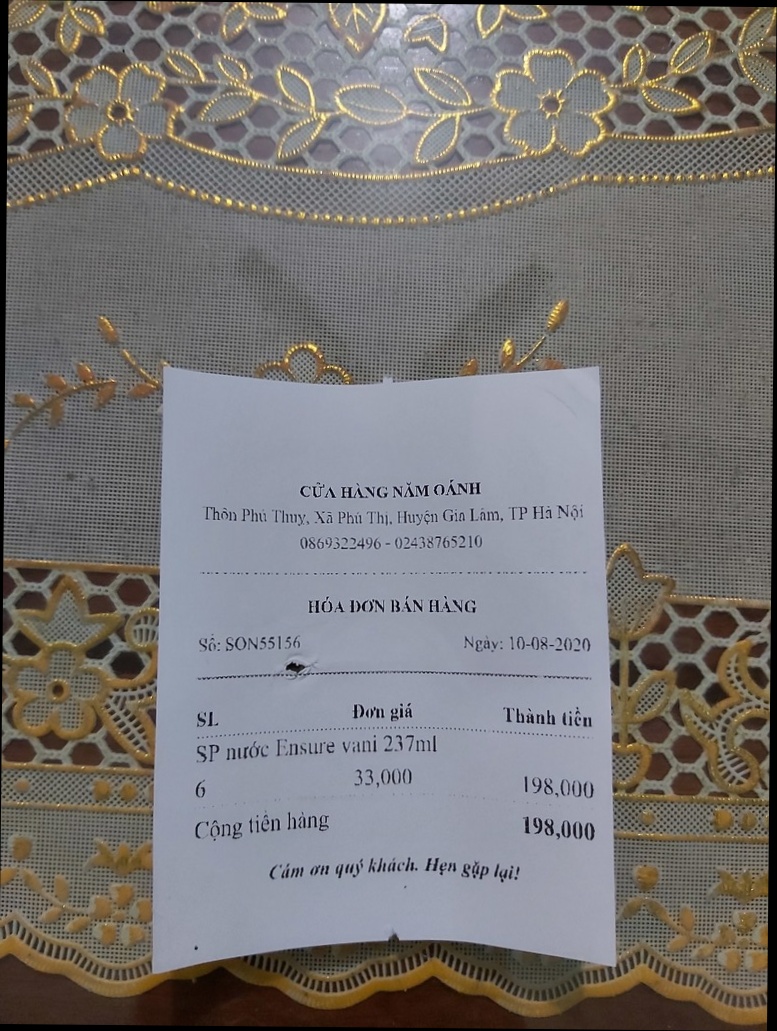 CỬA HÀNG NĂM OÁNH
Thôn Phú Thụy, Xã Phú Thị, Huyện Gia Lâm, TP Hà Nội
0869322496 - 02438765210
HÓA ĐƠN BÁN HÀNG
Số: SON55156 Ngày: 10-08-2020
SL Đơn giá Thành tiền
SP nước Ensure vani 237ml
6 33,000 198,000
Cộng tiền hàng 198,000
Cám ơn quý khách. Hẹn gặp lại!